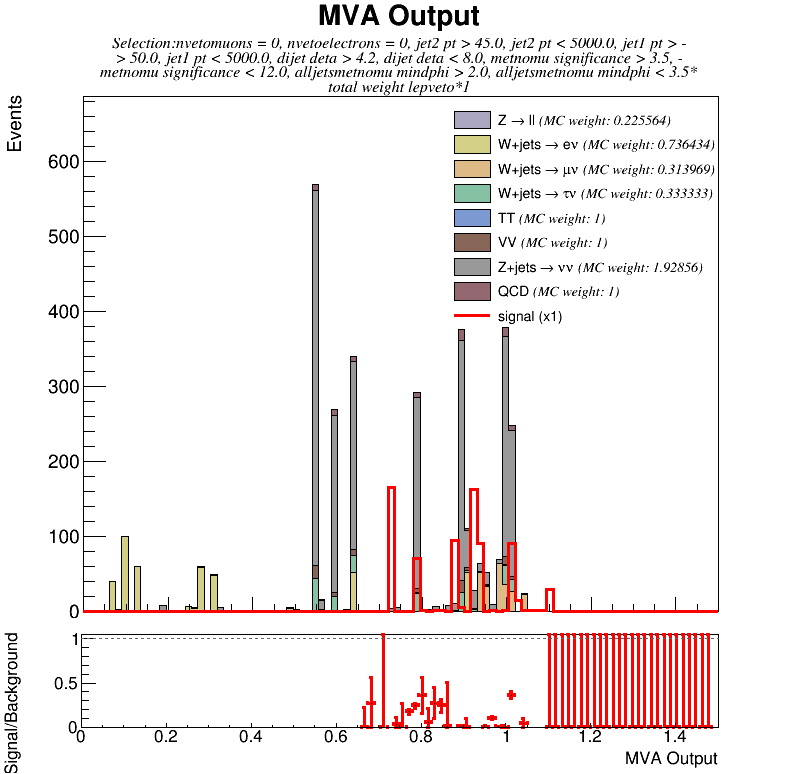 MVA Output
Selection:nvetomuons = 0, nvetoelectrons = 0, jet2 pt > 45.0, jet2 pt < 5000.0, jet1 pt > -
> 50.0, jet1 pt < 5000.0, dijet deta > 4.2, dijet deta < 8.0, metnomu significance > 3.5, -
metnomu significance < 12.0, alljetsmetnomu mindphi > 2.0, alljetsmetnomu mindphi < 3.5*
total weight lepveto*1
Events
600
500
400
300
200
100
0
Z → ll (MC weight: 0.225564)
W+jets → eν (MC weight: 0.736434)
W+jets → μν (MC weight: 0.313969)
W+jets → τν (MC weight: 0.333333)
TT (MC weight: 1)
VV (MC weight: 1)
Z+jets → νν (MC weight: 1.92856)
QCD (MC weight: 1)
signal (x1)
Signal/Background
1
0.5
0
0 0.2 0.4 0.6 0.8 1 1.2 1.4
MVA Output